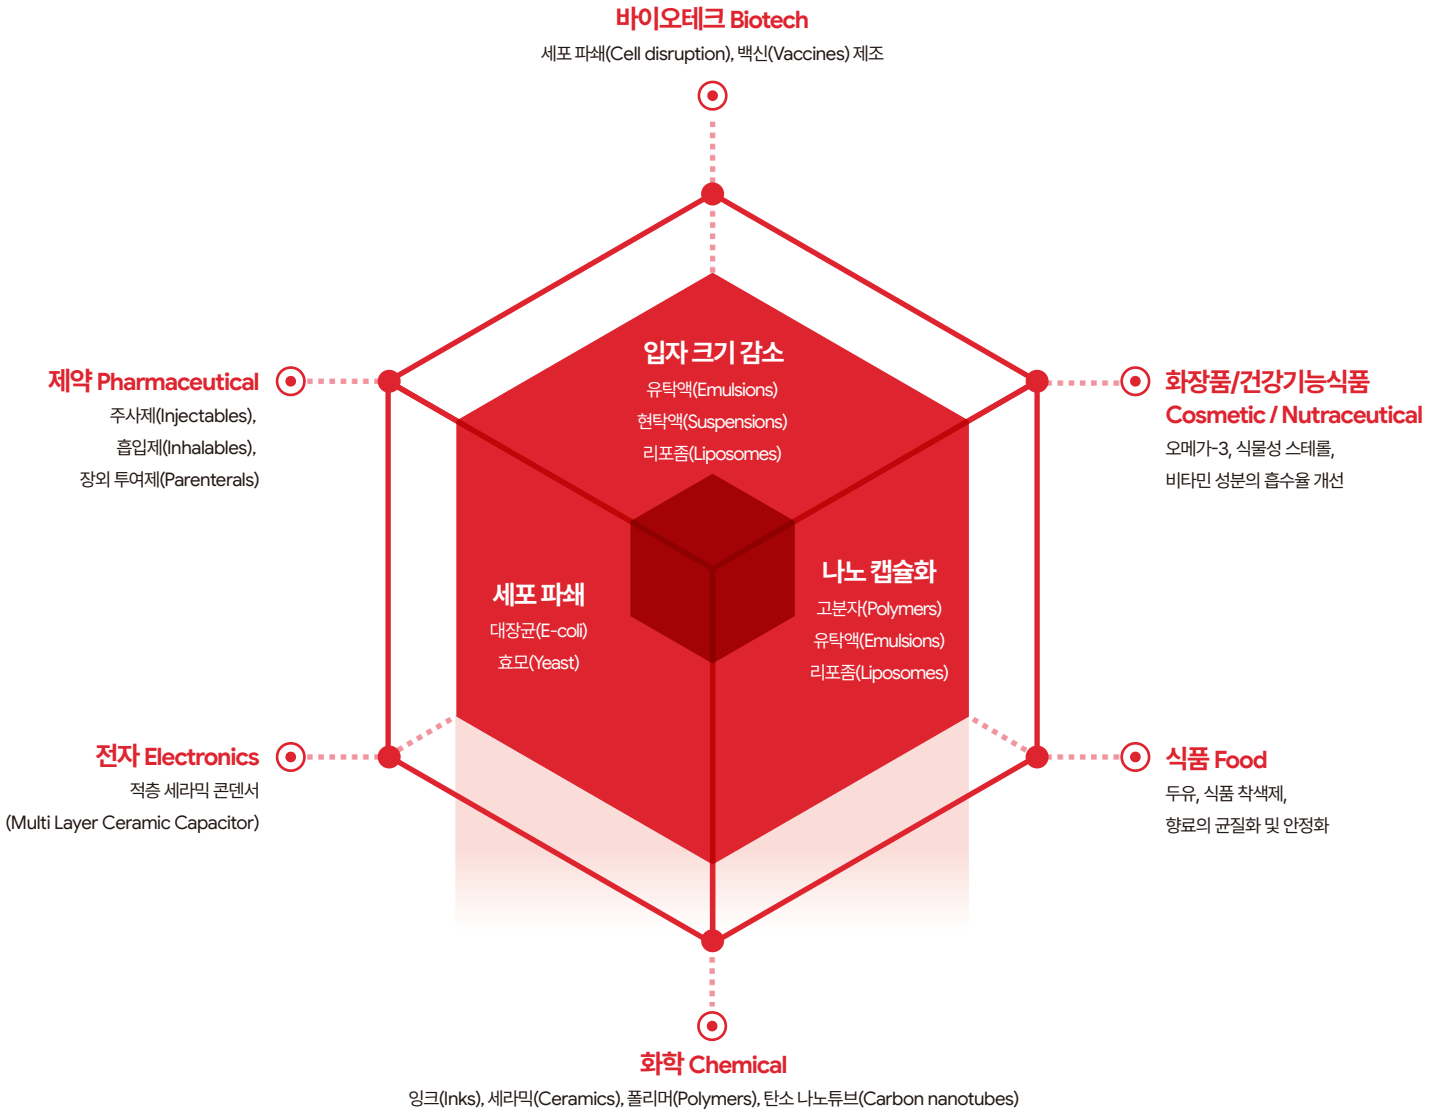 바이오테크 Biotech
세포 파쇄(Cell disruption), 백신(Vaccines) 제조
제약 Pharmaceutical
주사제(Injectables),
흡입제(Inhalables),
장외 투여제(Parenterals)
입자 크기 감소
유탁액(Emulsions)
현탁액(Suspensions)
리포좀(Liposomes)
화장품/건강기능식품
Cosmetic / Nutraceutical
오메가-3, 식물성 스테롤,
비타민 성분의 흡수율 개선
세포 파쇄
대장균(E-coli)
효모(Yeast)
나노 캡슐화
고분자(Polymers)
유탁액(Emulsions)
리포좀(Liposomes)
전자 Electronics
적층 세라믹 콘덴서
(Multi Layer Ceramic Capacitor)
식품 Food
두유, 식품 착색제,
향료의 균질화 및 안정화
화학 Chemical
잉크(Inks), 세라믹(Ceramics), 폴리머(Polymers), 탄소 나노튜브(Carbon nanotubes)